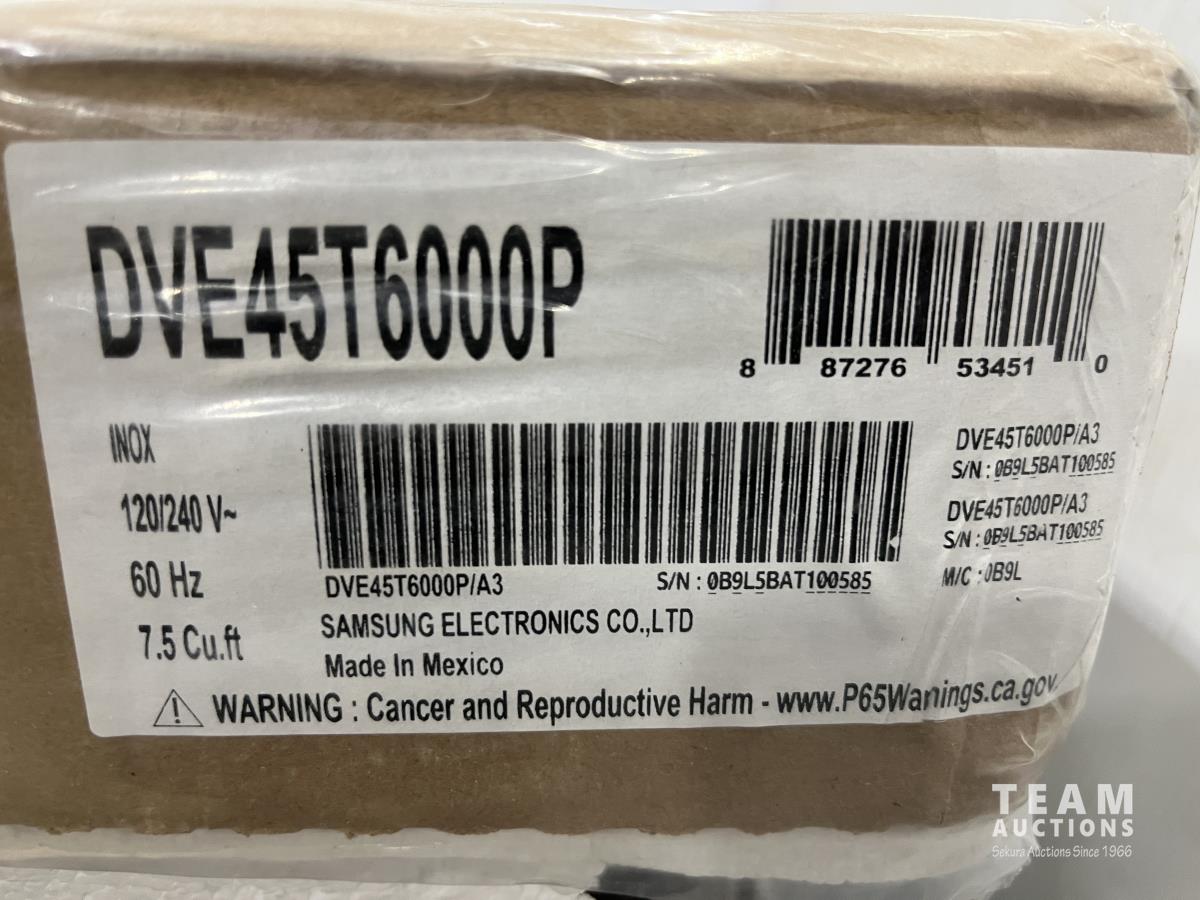 DVE45T6000P
8 87276 53451 0
INOX
120/240 V~
60 Hz
7.5 Cu.ft
DVE45T6000P/A3 S/N : 0B9L5BAT100585
SAMSUNG ELECTRONICS CO.,LTD
Made In Mexico
DVE45T6000P/A3
S/N : 0B9L5BAT100585
DVE45T6000P/A3
S/N : 0B9L5BAT100585
M/C : 0B9L
WARNING : Cancer and Reproductive Harm - www.P65Warnings.ca.gov
TEAM
AUCTIONS
Sekura Auctions Since 1966